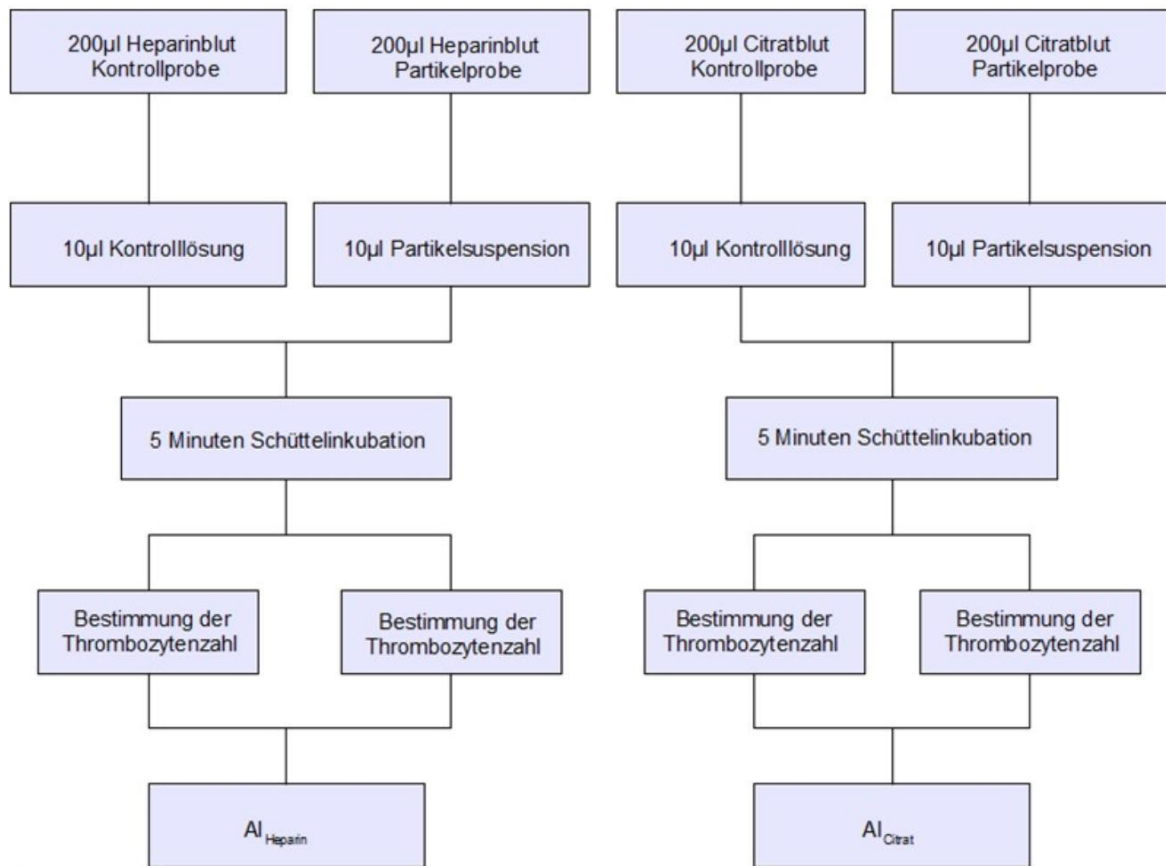 200µl Heparinblut
Kontrollprobe
200µl Heparinblut
Partikelprobe
200µl Citratblut
Kontrollprobe
200µl Citratblut
Partikelprobe
10µl Kontrolllösung
10µl Partikelsuspension
10µl Kontrolllösung
10µl Partikelsuspension
5 Minuten Schüttelinkubation
5 Minuten Schüttelinkubation
Bestimmung der
Thrombozytenzahl
Bestimmung der
Thrombozytenzahl
Bestimmung der
Thrombozytenzahl
Bestimmung der
Thrombozytenzahl
AI Heparin
AI Citrat